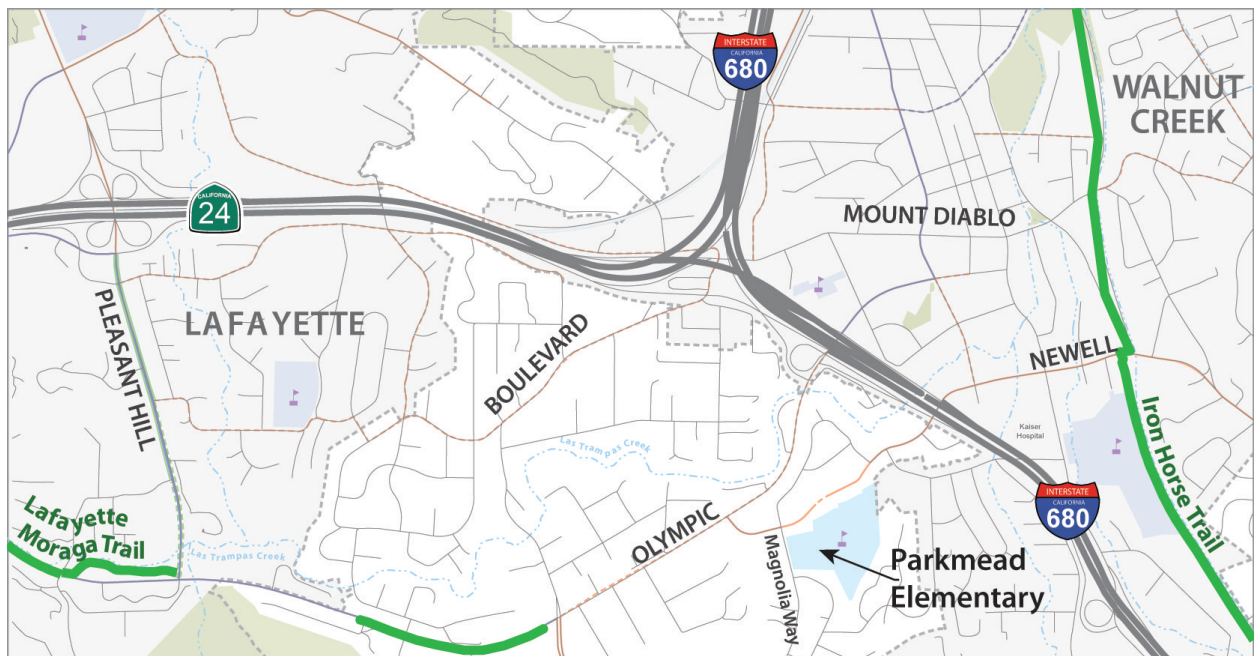 INTERSTATE
CALIFORNIA
680
WALNUT
CREEK
CALIFORNIA
24
MOUNT DIABLO
PLEASANT HILL
LAFAYETTE
BOULEVARD
NEWELL
Iron Horse Trail
Kaiser
Hospital
Las Trampas Creek
INTERSTATE
CALIFORNIA
680
Lafayette
Moraga Trail
Las Trampas Creek
OLYMPIC
Magnolia Way
Parkmead
Elementary